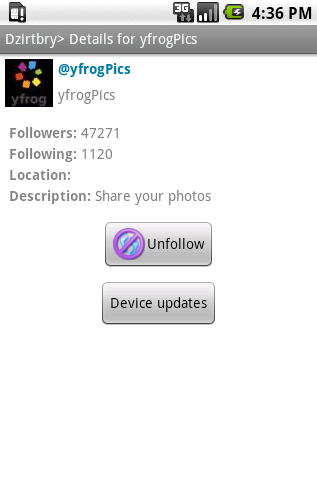 3G
4:36 PM
Dzirtbry> Details for yfrogPics
yfrog
@yfrogPics
yfrogPics
Followers: 47271
Following: 1120
Location:
Description: Share your photos
Unfollow
Device updates